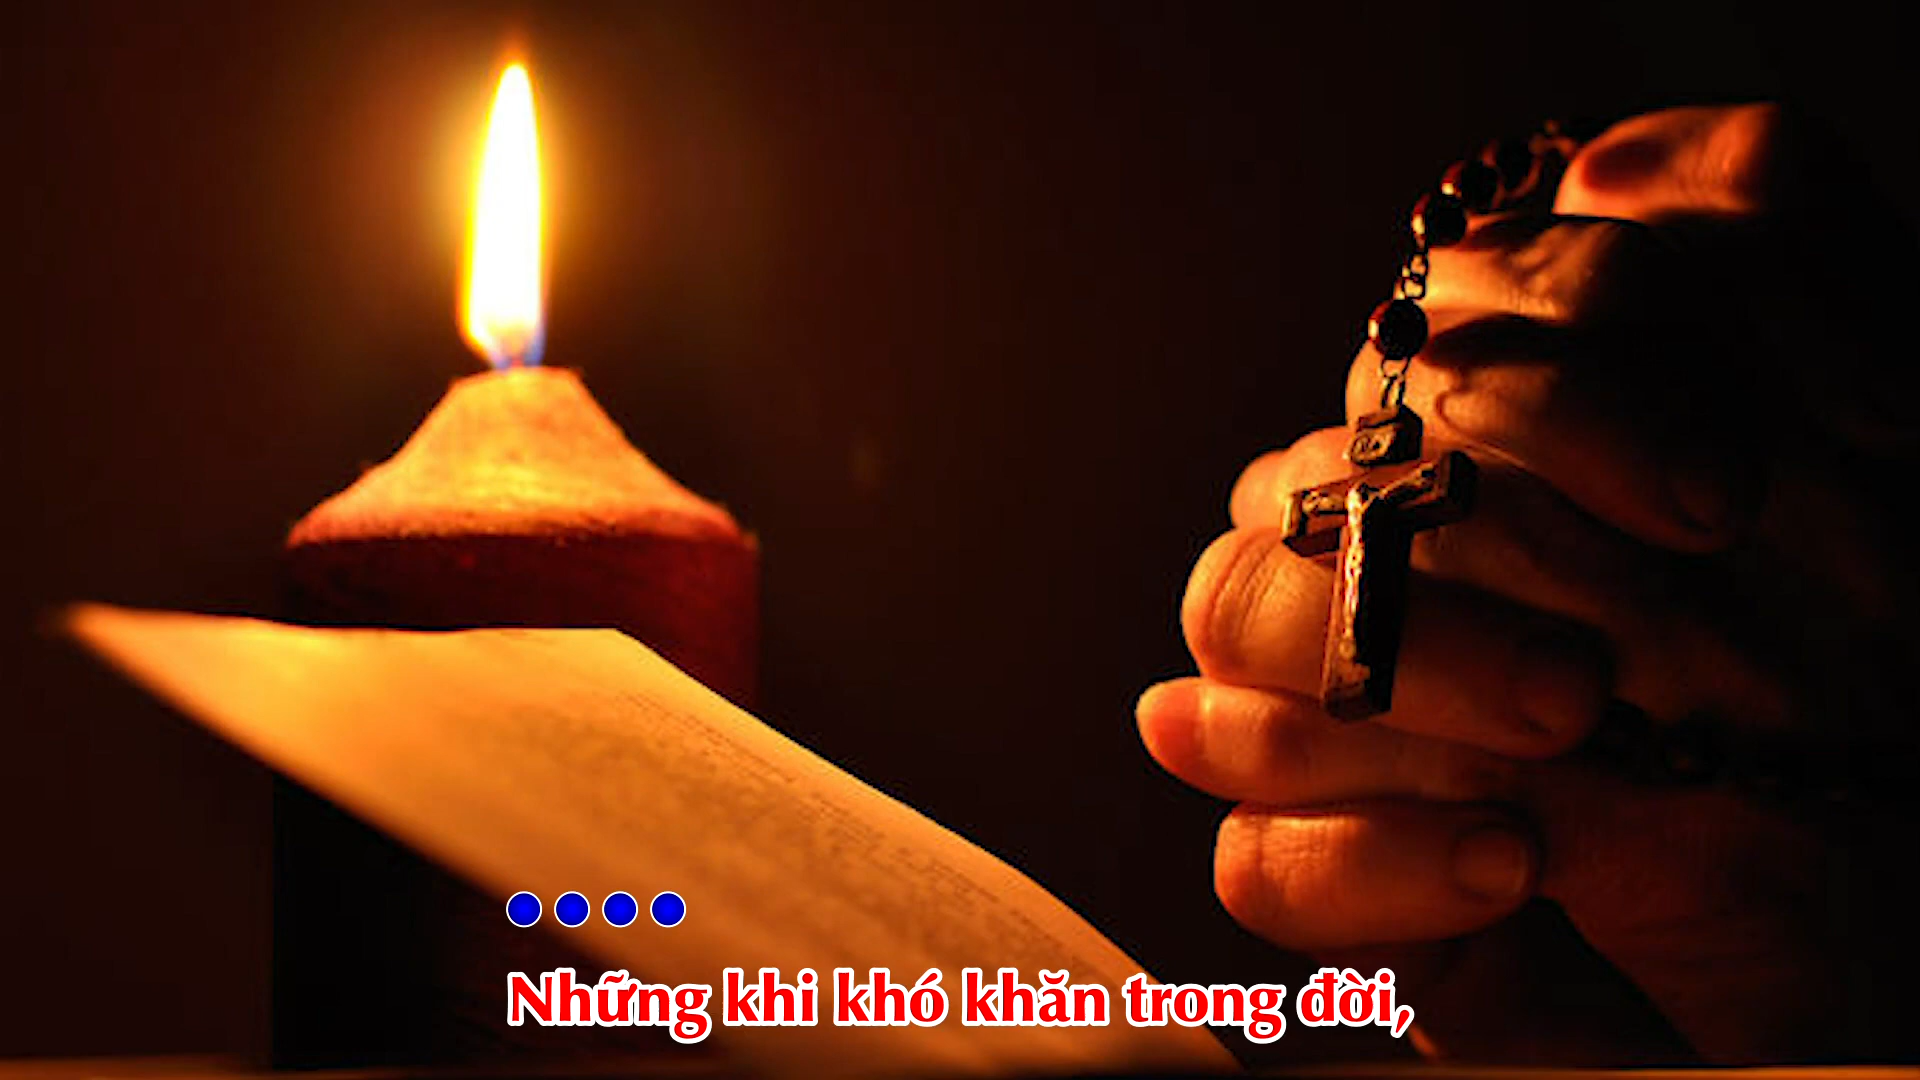 Những khi khó khăn trong đời,